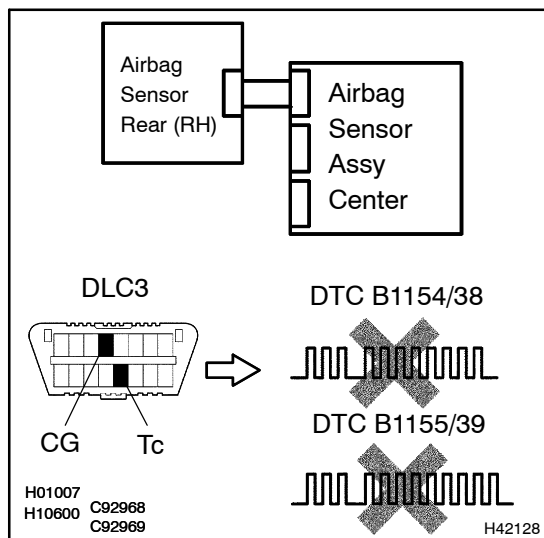 Airbag
Sensor
Rear (RH)
Airbag
Sensor
Assy
Center
DLC3
DTC B1154/38
DTC B1155/39
CG
Tc
H01007
H10600
C92968
C92969
H42128